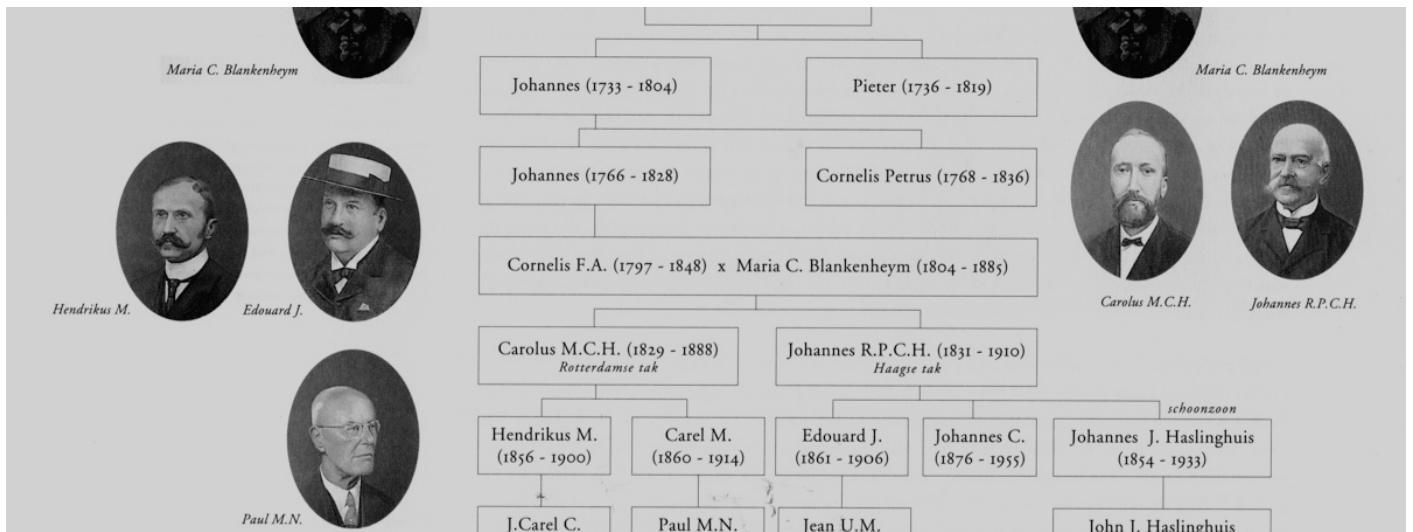 Maria C. Blankenheym
Maria C. Blankenheym
Johannes (1733 - 1804)
Pieter (1736 - 1819)
Johannes (1766 - 1828)
Cornelis Petrus (1768 - 1836)
Cornelis F.A. (1797 - 1848) x Maria C. Blankenheym (1804 - 1885)
Hendrikus M.
Edouard J.
Carolus M.C.H.
Johannes R.P.C.H.
Carolus M.C.H. (1829 - 1888)
Rotterdamse tak
Johannes R.P.C.H. (1831 - 1910)
Haagse tak
schoonzoon
Hendrikus M.
(1856 - 1900)
Carel M.
(1860 - 1914)
Edouard J.
(1861 - 1906)
Johannes C.
(1876 - 1955)
Johannes J. Haslinghuis
(1854 - 1933)
Paul M.N.
J.Carel C.
Paul M.N.
Jean U.M.
John J. Haslinghuis